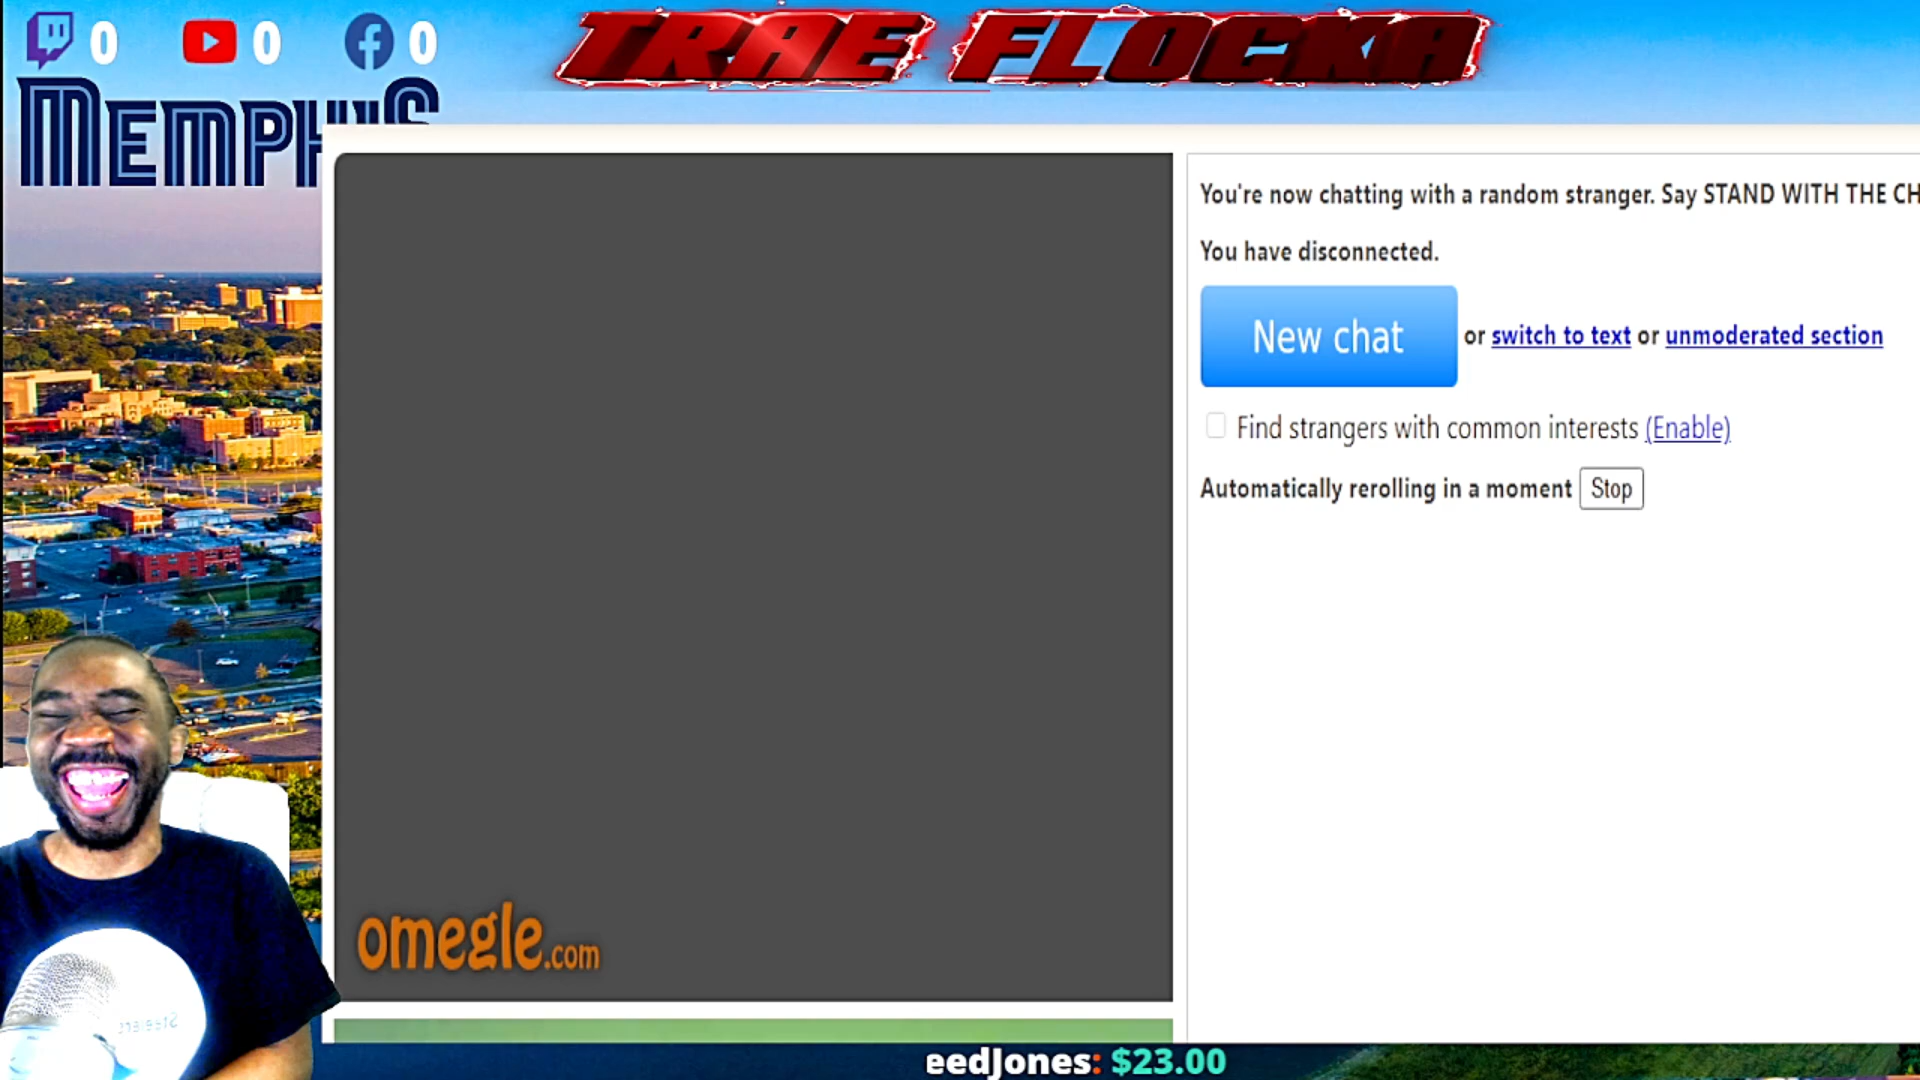 0 0 0
TRAE FLOCKA
MEMPHIS
You're now chatting with a random stranger. Say STAND WITH THE CH
You have disconnected.
New chat or switch to text or unmoderated section
Find strangers with common interests (Enable)
Automatically rerolling in a moment Stop
omegle.com
Steelers
eedJones: $23.00